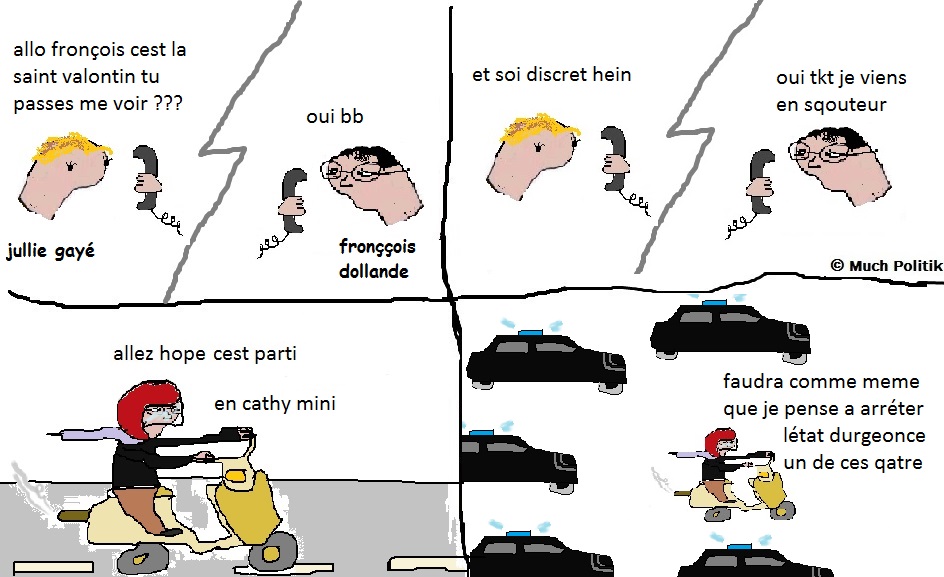 allo fronçois cest la
saint valontin tu
passes me voir ???
oui bb
jullie gayé
fronççois
dollande
et soi discret hein
oui tkt je viens
en sqouteur
© Much Politik
allez hope cest parti
en cathy mini
faudra comme meme
que je pense a arréter
létat durgeonce
un de ces qatre